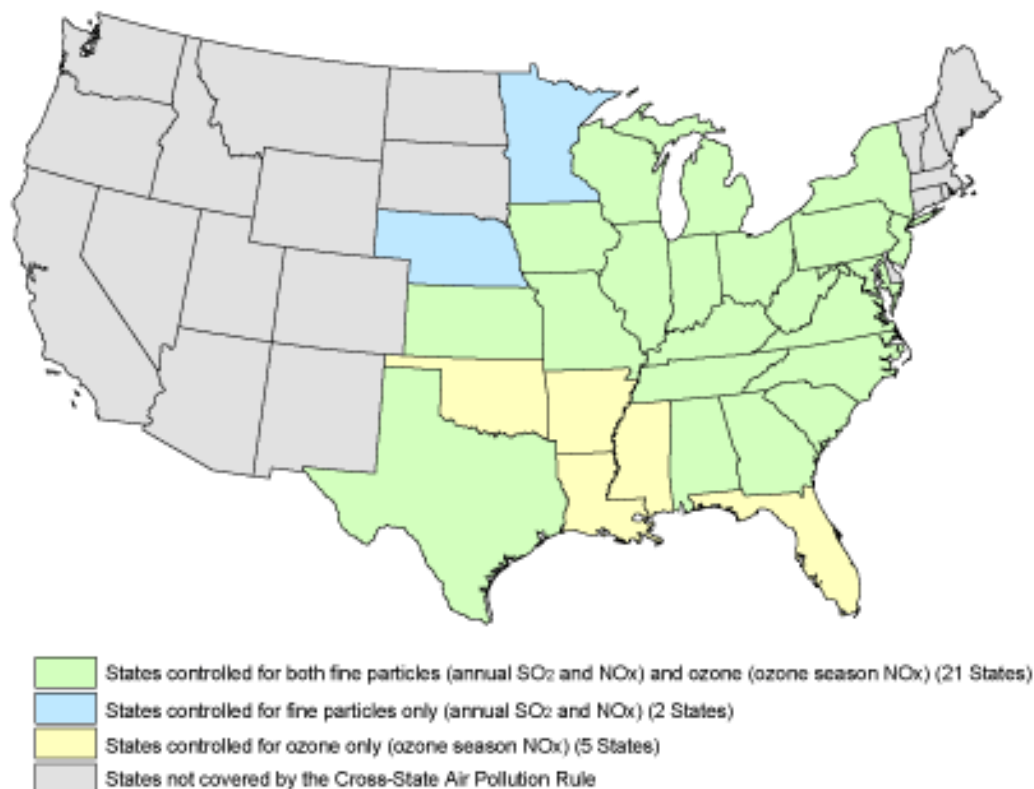 States controlled for both fine particles (annual SO₂ and NOx) and ozone (ozone season NOx) (21 States)
States controlled for fine particles only (annual SO₂ and NOx) (2 States)
States controlled for ozone only (ozone season NOx) (5 States)
States not covered by the Cross-State Air Pollution Rule